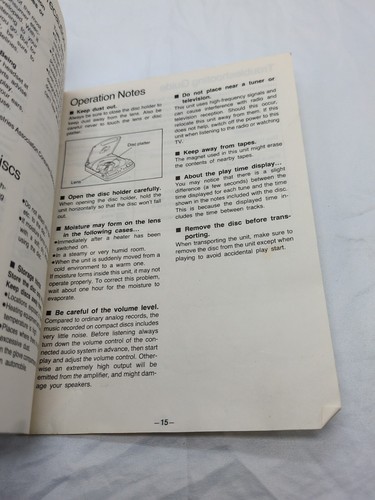 Being
stries Association
iscs
Storage
Operation Notes
■ Keep dust out.
Always be sure to close the disc holder to
keep dust away from the lens. Also be
careful never to touch the lens or disc
platter.
Disc platter
Lens
■ Open the disc holder carefully.
When opening the disc holder, hold the
unit horizontally so that the disc won't fall
out.
■ Moisture may form on the lens
in the following cases...
●Immediately after a heater has been
switched on.
●In a steamy or very humid room.
●When the unit is suddenly moved from a
cold environment to a warm one.
If moisture forms inside this unit, it may not
operate properly. To correct this problem,
wait about one hour for the moisture to
evaporate.
■ Be careful of the volume level.
Compared to ordinary analog records, the
music recorded on compact discs includes
very little noise. Before listening always
turn down the volume control of the con-
nected audio system in advance, then start
play and adjust the volume control. Other-
wise an extremely high output will be
emitted from the amplifier, and might dam-
age your speakers.
■ Do not place near a tuner or
television.
This unit uses high-frequency signals and
can cause interference with radio and
television reception. Should this occur,
relocate this unit away from them. If this
does not help, switch off the power to this
unit when listening to the radio or watching
TV.
■ Keep away from tapes.
The magnet used in this unit might erase
the contents of nearby tapes.
■ About the play time display...
You may notice that there is a slight
difference (a few seconds) between the
time displayed for each tune and the time
shown in the notes included with the disc.
This is because the displayed time in-
cludes the time between tracks.
■ Remove the disc before trans-
porting.
When transporting the unit, make sure to
remove the disc from the unit except when
playing to avoid accidental play start.
—15—